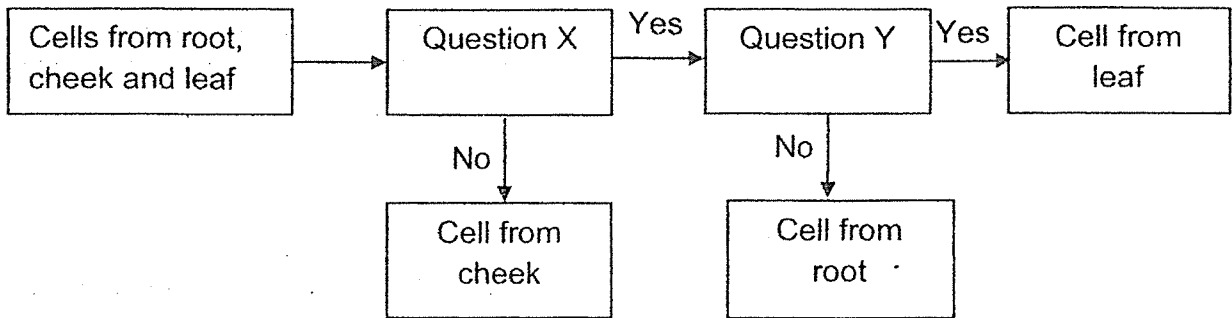 Cells from root,
cheek and leaf
Question X
Yes
Question Y
Yes
Cell from
leaf
No
No
Cell from
cheek
Cell from
root